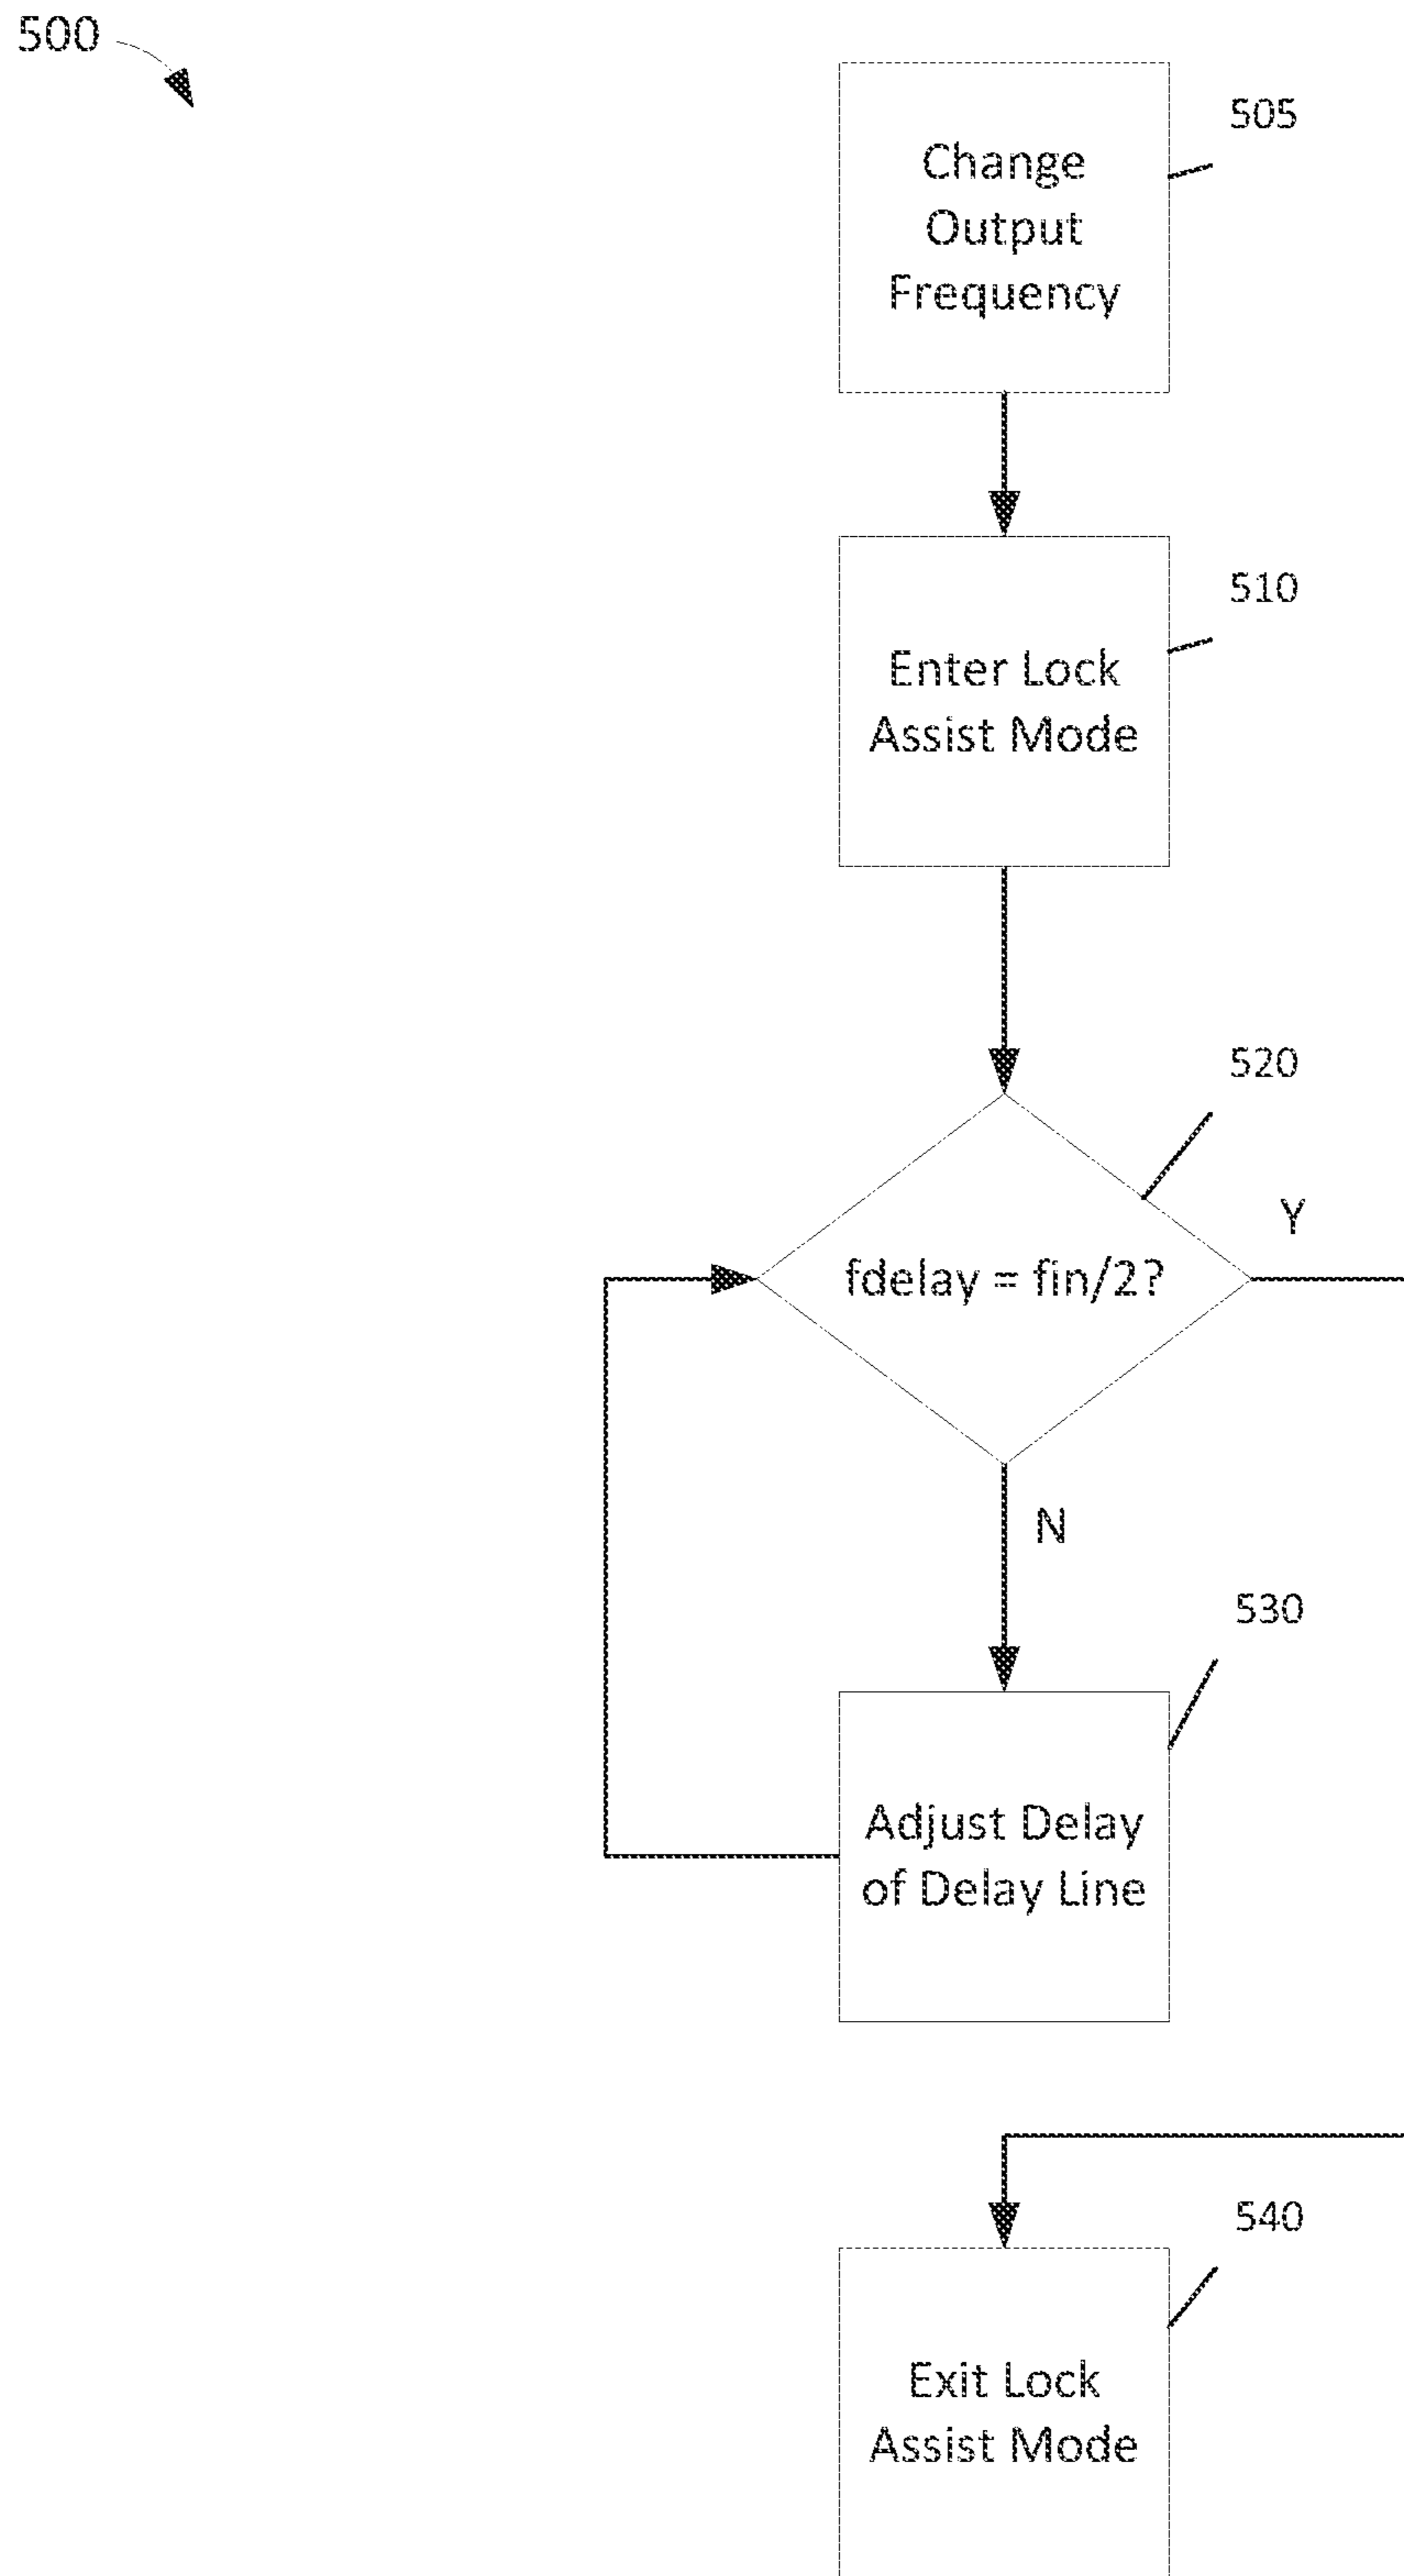 500
505
Change
Output
Frequency
510
Enter Lock
Assist Mode
520
Y
fdelay = fin/2?
N
530
Adjust Delay
of Delay Line
540
Exit Lock
Assist Mode